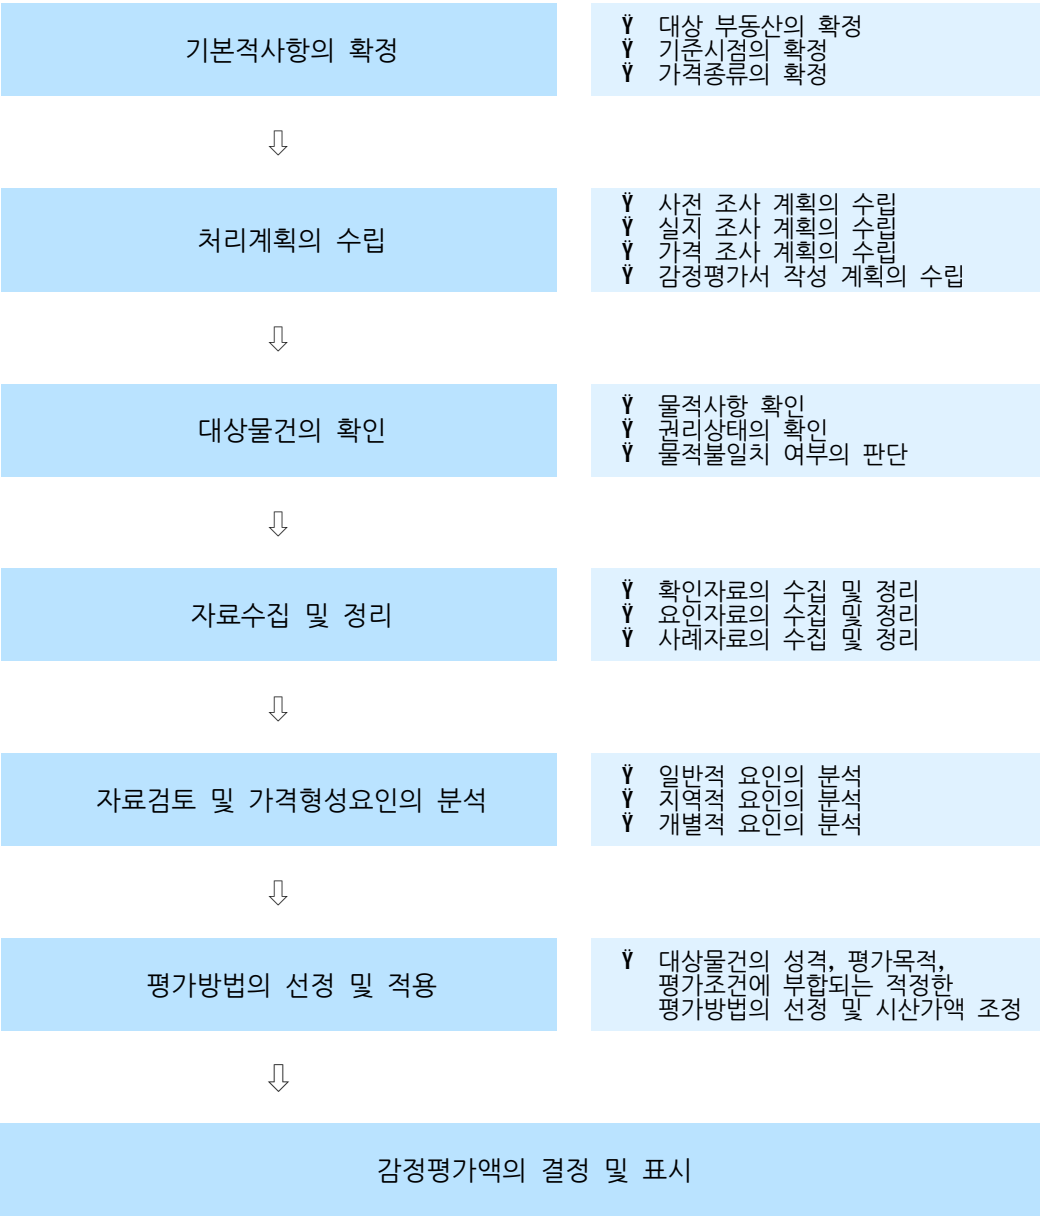 기본적사항의 확정
Ÿ 대상 부동산의 확정
Ÿ 기준시점의 확정
Ÿ 가격종류의 확정
⇩
처리계획의 수립
Ÿ 사전 조사 계획의 수립
Ÿ 실지 조사 계획의 수립
Ÿ 가격 조사 계획의 수립
Ÿ 감정평가서 작성 계획의 수립
⇩
대상물건의 확인
Ÿ 물적사항 확인
Ÿ 권리상태의 확인
Ÿ 물적불일치 여부의 판단
⇩
자료수집 및 정리
Ÿ 확인자료의 수집 및 정리
Ÿ 요인자료의 수집 및 정리
Ÿ 사례자료의 수집 및 정리
⇩
자료검토 및 가격형성요인의 분석
Ÿ 일반적 요인의 분석
Ÿ 지역적 요인의 분석
Ÿ 개별적 요인의 분석
⇩
평가방법의 선정 및 적용
Ÿ 대상물건의 성격, 평가목적,
평가조건에 부합되는 적정한
평가방법의 선정 및 시산가액 조정
⇩
감정평가액의 결정 및 표시